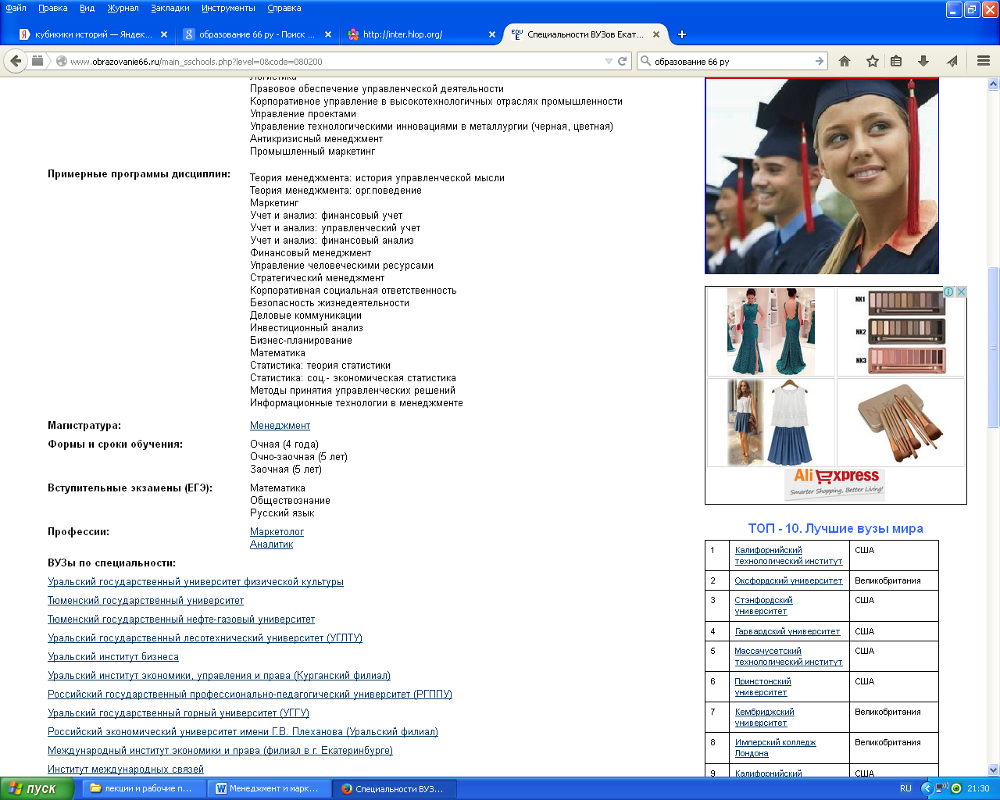 Файл Правка Вид Журнал Закладки Инструменты Справка
кубикики историй — Яндек...
образование 66 ру - Поиск ...
http://inter.hlop.org/
EDU
E
Специальности ВУЗов Екат...
www.obrazovanie66.ru/main_sschools.php?level=0&code=080200
образование 66 ру
Логистика
Правовое обеспечение управленческой деятельности
Корпоративное управление в высокотехнологичных отраслях промышленности
Управление проектами
Управление технологическими инновациями в металлургии (черная, цветная)
Антикризисный менеджмент
Промышленный маркетинг
Примерные программы дисциплин:
Теория менеджмента: история управленческой мысли
Теория менеджмента: орг.поведение
Маркетинг
Учет и анализ: финансовый учет
Учет и анализ: управленческий учет
Учет и анализ: финансовый анализ
Финансовый менеджмент
Управление человеческими ресурсами
Стратегический менеджмент
Корпоративная социальная ответственность
Безопасность жизнедеятельности
Деловые коммуникации
Инвестиционный анализ
Бизнес-планирование
Математика
Статистика: теория статистики
Статистика: соц.- экономическая статистика
Методы принятия управленческих решений
Информационные технологии в менеджменте
Магистратура: Менеджмент
Формы и сроки обучения: Очная (4 года)
Очно-заочная (5 лет)
Заочная (5 лет)
Вступительные экзамены (ЕГЭ): Математика
Обществознание
Русский язык
Профессии: Маркетолог
Аналитик
ВУЗы по специальности:
Уральский государственный университет физической культуры
Тюменский государственный университет
Тюменский государственный нефте-газовый университет
Уральский государственный лесотехнический университет (УГЛТУ)
Уральский институт бизнеса
Уральский институт экономики, управления и права (Курганский филиал)
Российский государственный профессионально-педагогический университет (РГППУ)
Уральский государственный горный университет (УГГУ)
Российский экономический университет имени Г.В. Плеханова (Уральский филиал)
Международный институт экономики и права (филиал в г. Екатеринбурге)
Институт международных связей
NK1
NK2
NK3
AliExpress
Smarter Shopping, Better Living!
ТОП - 10. Лучшие вузы мира
1 Калифорнийский технологический институт США
2 Оксфордский университет Великобритания
3 Стэнфордский университет США
4 Гарвардский университет США
5 Массачусетский технологический институт США
6 Принстонский университет США
7 Кембриджский университет Великобритания
8 Имперский колледж Лондона Великобритания
9 Калифорнийский США
пуск
лекции и рабочие п...
Менеджмент и марк...
Специальности ВУЗ...
RU
21:30